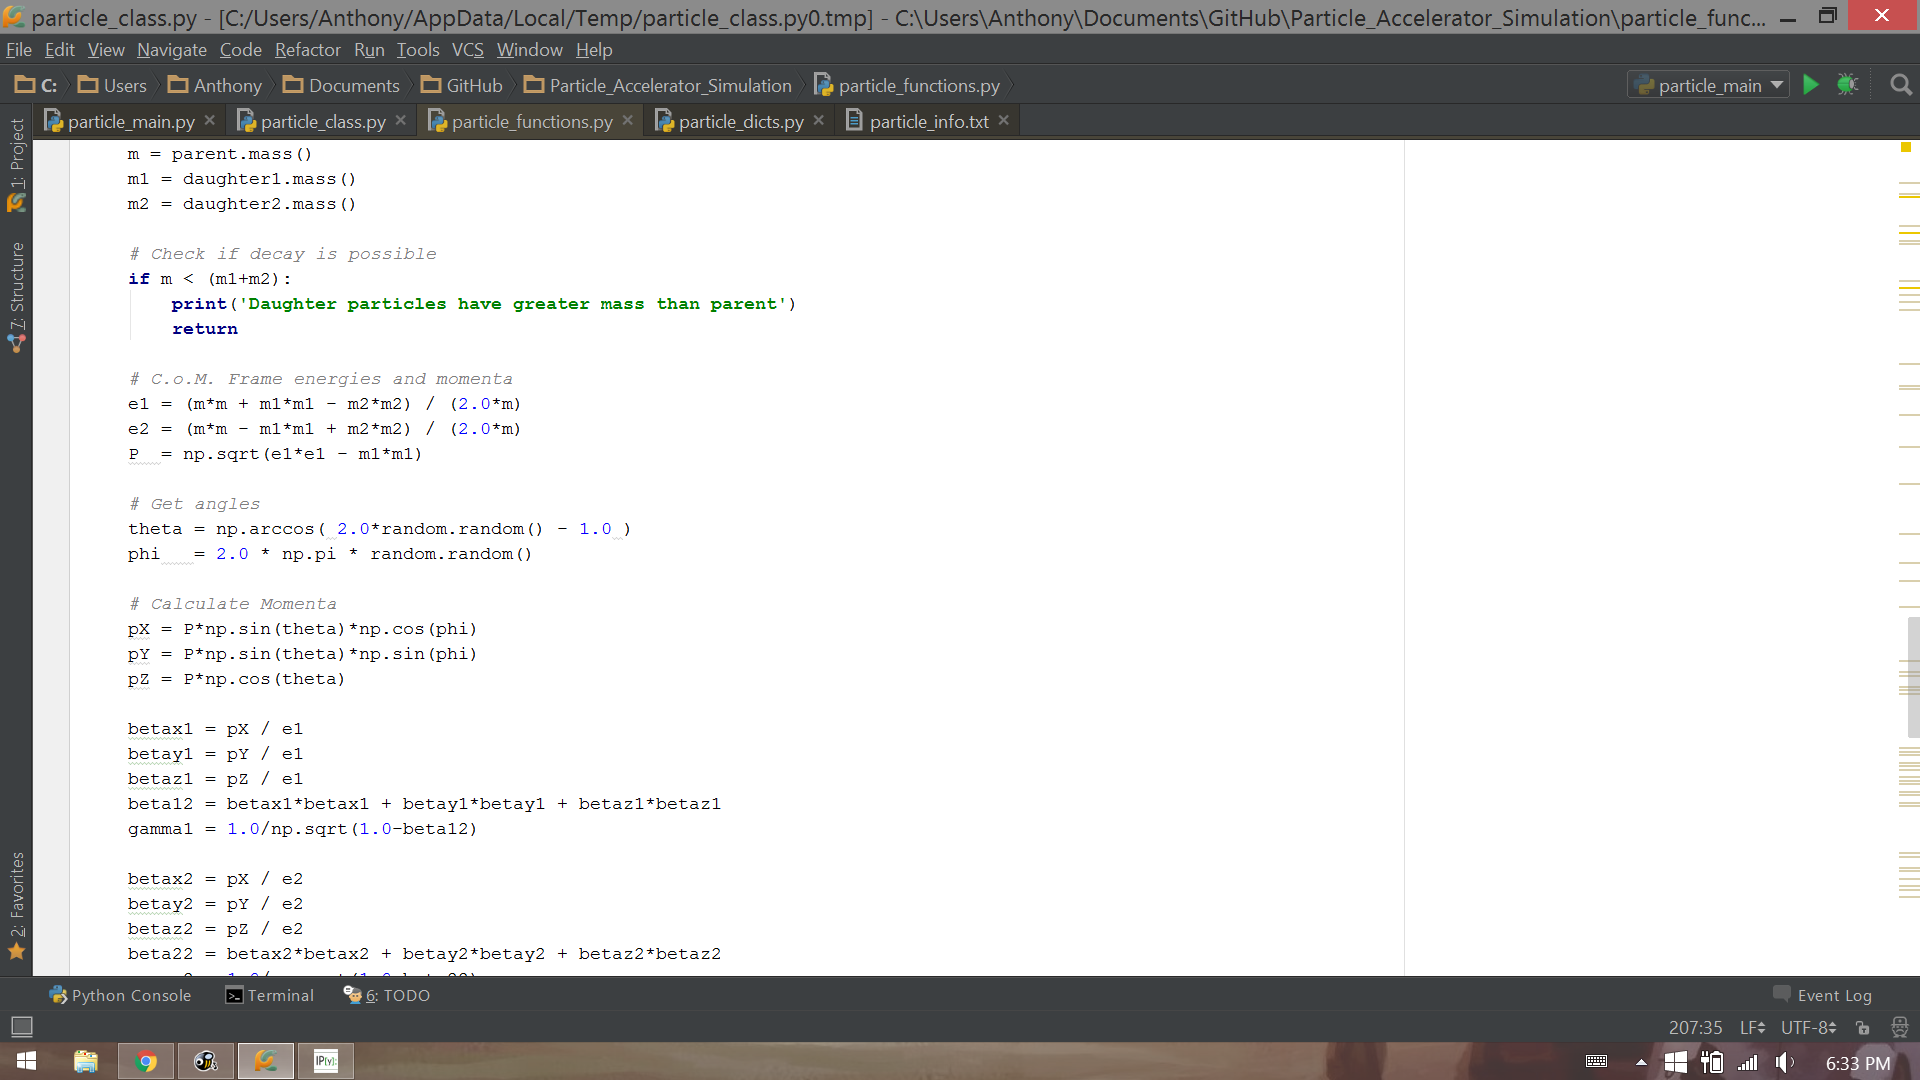 particle_class.py - [C:/Users/Anthony/AppData/Local/Temp/particle_class.py0.tmp] - C:\Users\Anthony\Documents\GitHub\Particle_Accelerator_Simulation\particle_func...
File Edit View Navigate Code Refactor Run Tools VCS Window Help
C: Users Anthony Documents GitHub Particle_Accelerator_Simulation particle_functions.py particle_main
particle_main.py particle_class.py particle_functions.py particle_dicts.py particle_info.txt
1: Project
7: Structure
2: Favorites
m = parent.mass()
m1 = daughter1.mass()
m2 = daughter2.mass()
# Check if decay is possible
if m < (m1+m2):
print('Daughter particles have greater mass than parent')
return
# C.o.M. Frame energies and momenta
e1 = (m*m + m1*m1 - m2*m2) / (2.0*m)
e2 = (m*m - m1*m1 + m2*m2) / (2.0*m)
P  = np.sqrt(e1*e1 - m1*m1)
# Get angles
theta = np.arccos( 2.0*random.random() - 1.0 )
phi   = 2.0 * np.pi * random.random()
# Calculate Momenta
pX = P*np.sin(theta)*np.cos(phi)
pY = P*np.sin(theta)*np.sin(phi)
pZ = P*np.cos(theta)
betax1 = pX / e1
betay1 = pY / e1
betaz1 = pZ / e1
beta12 = betax1*betax1 + betay1*betay1 + betaz1*betaz1
gamma1 = 1.0/np.sqrt(1.0-beta12)
betax2 = pX / e2
betay2 = pY / e2
betaz2 = pZ / e2
beta22 = betax2*betax2 + betay2*betay2 + betaz2*betaz2
Python Console Terminal 6: TODO Event Log
207:35 LF UTF-8
IP[y]:
6:33 PM